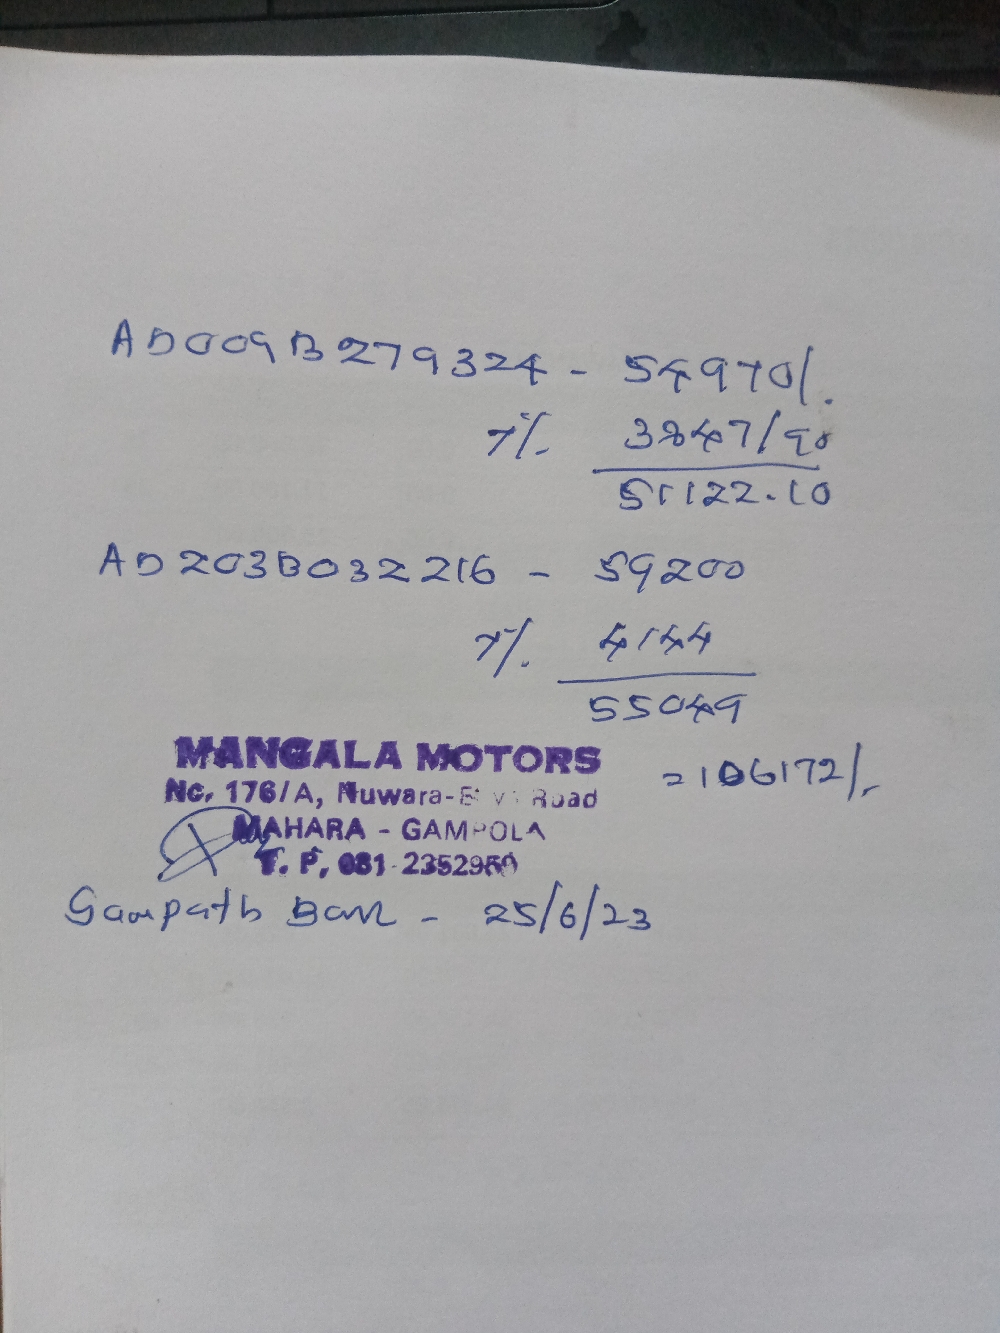 AD009B279324 - 54970/.
7%. 3847/90
51122.10
AD203B032216 - 59200
7%. 4144
55049
=106172/.
MANGALA MOTORS
No. 176/A, Nuwara-E Road
MAHARA - GAMPOLA
T. P, 081-2352950
Sampath Bank - 25/6/23